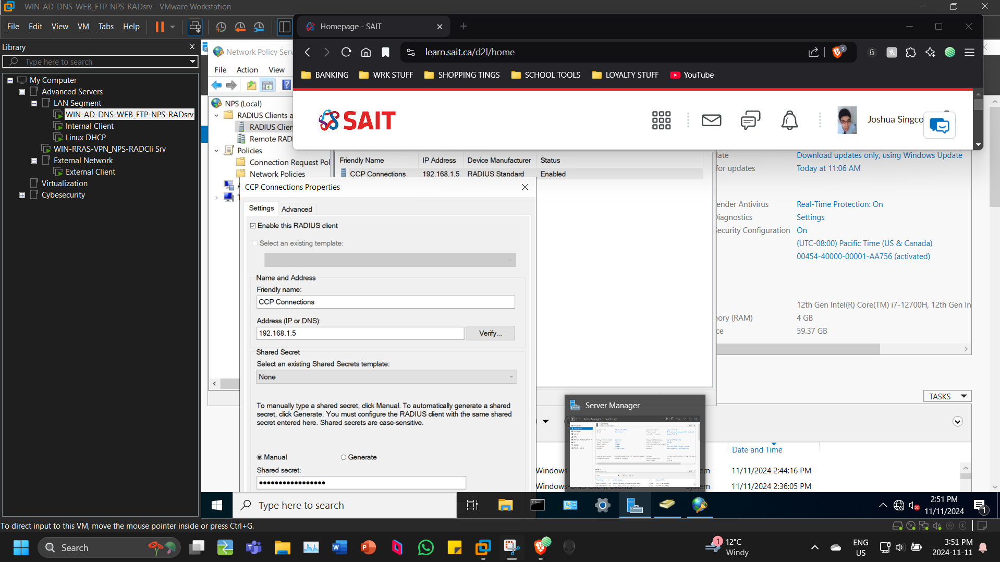 WIN-AD-DNS-WEB_FTP-NPS-RADsrv - VMware Workstation
File Edit View VM Tabs Help
Library
Type here to search
My Computer
Advanced Servers
LAN Segment
WIN-AD-DNS-WEB_FTP-NPS-RADsrv
Internal Client
Linux DHCP
WIN-RRAS-VPN_NPS-RADCli Srv
External Network
External Client
Virtualization
Cybesecurity
Homepage - SAIT
learn.sait.ca/d2l/home
3
BANKING
WRK STUFF
SHOPPING TINGS
SCHOOL TOOLS
LOYALTY STUFF
YouTube
SAIT
Joshua Singco
Network Policy Serv
File Action View
NPS (Local)
RADIUS Clients a
RADIUS Clien
Remote RAD
Policies
Connection Request Pol
Network Policies
Friendly Name IP Address Device Manufacturer Status
CCP Connections 192.168.1.5 RADIUS Standard Enabled
CCP Connections Properties
Settings Advanced
Enable this RADIUS client
Select an existing template:
Name and Address
Friendly name:
CCP Connections
Address (IP or DNS):
192.168.1.5 Verify...
Shared Secret
Select an existing Shared Secrets template:
None
To manually type a shared secret, click Manual. To automatically generate a shared
secret, click Generate. You must configure the RADIUS client with the same shared
secret entered here. Shared secrets are case-sensitive.
Manual Generate
Shared secret:
date Download updates only, using Windows Update
for updates Today at 11:06 AM
ender Antivirus Real-Time Protection: On
Diagnostics Settings
ecurity Configuration On
(UTC-08:00) Pacific Time (US & Canada)
00454-40000-00001-AA756 (activated)
12th Gen Intel(R) Core(TM) i7-12700H, 12th Gen In
ory (RAM) 4 GB
ce 59.37 GB
TASKS
Server Manager
Date and Time
Windows- em 11/11/2024 2:44:16 PM
Windows-DNS Client Events System 11/11/2024 2:36:05 PM
Type here to search
2:51 PM
11/11/2024
1
To direct input to this VM, move the mouse pointer inside or press Ctrl+G.
Search
1
12°C
Windy
ENG
US
3:51 PM
2024-11-11